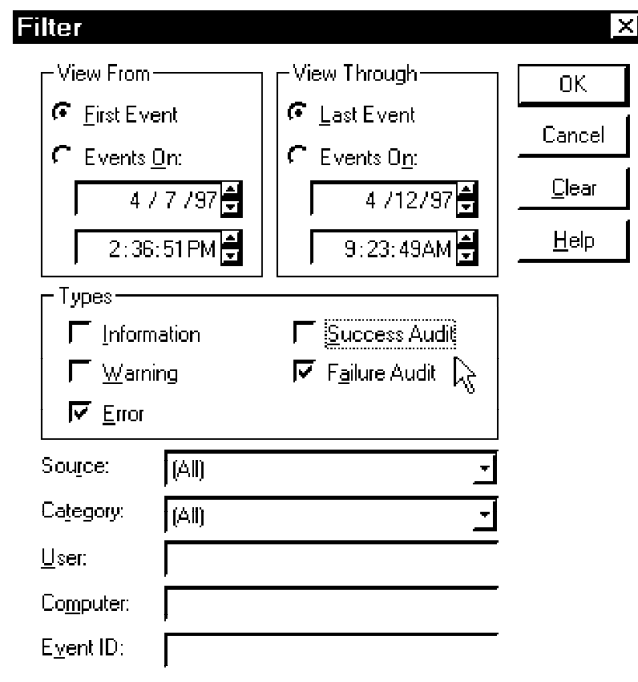 Filter
View From
First Event
Events On:
4 / 7 /97
2:36:51 PM
View Through
Last Event
Events On:
4 /12/97
9:23:49AM
OK
Cancel
Clear
Help
Types
Information
Success Audit
Warning
Failure Audit
Error
Source:
(All)
Category:
(All)
User:
Computer:
Event ID: